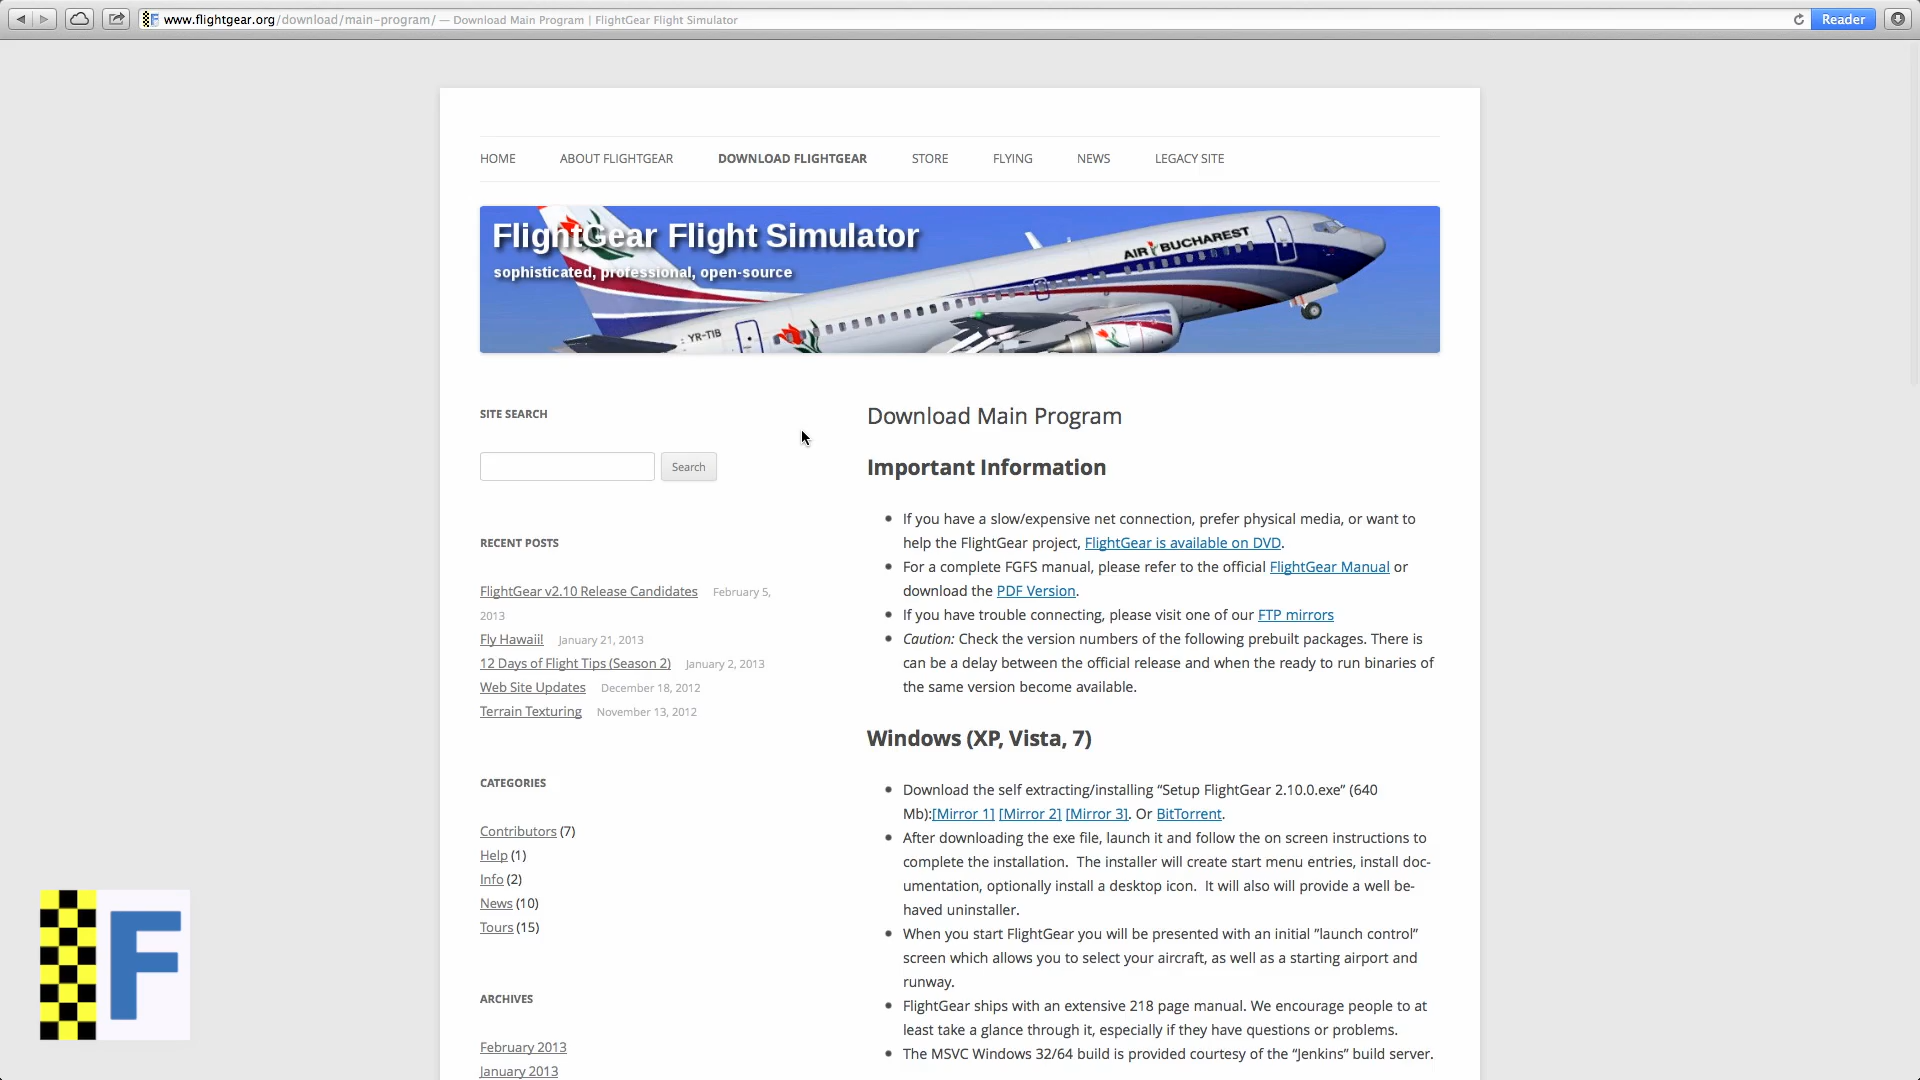 www.flightgear.org/download/main-program/ — Download Main Program | FlightGear Flight Simulator
Reader
HOME
ABOUT FLIGHTGEAR
DOWNLOAD FLIGHTGEAR
STORE
FLYING
NEWS
LEGACY SITE
FlightGear Flight Simulator
sophisticated, professional, open-source
AIR BUCHAREST
YR-TIB
SITE SEARCH
Search
RECENT POSTS
FlightGear v2.10 Release Candidates February 5,
2013
Fly Hawaii! January 21, 2013
12 Days of Flight Tips (Season 2) January 2, 2013
Web Site Updates December 18, 2012
Terrain Texturing November 13, 2012
CATEGORIES
Contributors (7)
Help (1)
Info (2)
News (10)
Tours (15)
ARCHIVES
February 2013
January 2013
Download Main Program
Important Information
If you have a slow/expensive net connection, prefer physical media, or want to
help the FlightGear project, FlightGear is available on DVD.
For a complete FGFS manual, please refer to the official FlightGear Manual or
download the PDF Version.
If you have trouble connecting, please visit one of our FTP mirrors
Caution: Check the version numbers of the following prebuilt packages. There is
can be a delay between the official release and when the ready to run binaries of
the same version become available.
Windows (XP, Vista, 7)
Download the self extracting/installing “Setup FlightGear 2.10.0.exe” (640
Mb):[Mirror 1] [Mirror 2] [Mirror 3]. Or BitTorrent.
After downloading the exe file, launch it and follow the on screen instructions to
complete the installation.  The installer will create start menu entries, install doc-
umentation, optionally install a desktop icon.  It will also will provide a well be-
haved uninstaller.
When you start FlightGear you will be presented with an initial ”launch control”
screen which allows you to select your aircraft, as well as a starting airport and
runway.
FlightGear ships with an extensive 218 page manual. We encourage people to at
least take a glance through it, especially if they have questions or problems.
The MSVC Windows 32/64 build is provided courtesy of the “Jenkins” build server.
F